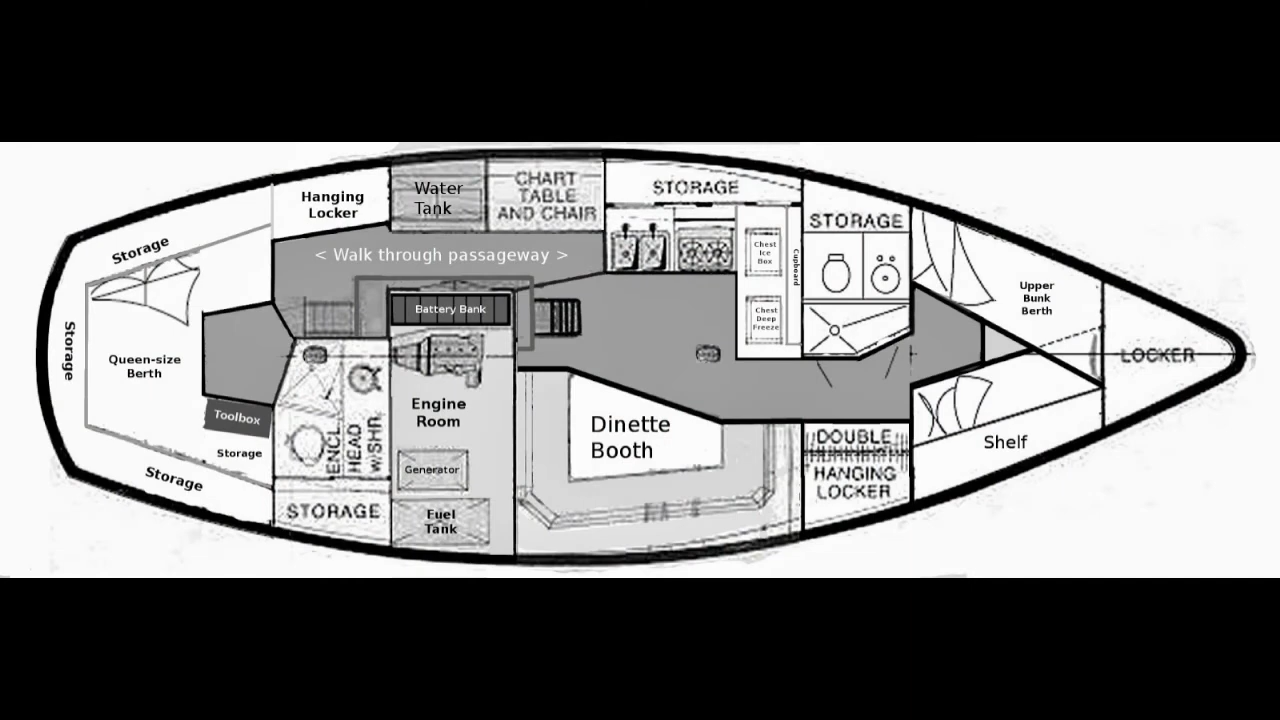 Storage
Storage
Queen-size
Berth
Toolbox
Storage
Storage
Hanging
Locker
Water
Tank
CHART
TABLE
AND CHAIR
< Walk through passageway >
Battery Bank
ENCL.
HEAD
w/SHR.
STORAGE
Engine
Room
Generator
Fuel
Tank
Dinette
Booth
STORAGE
Chest
Ice
Box
Cupboard
Chest
Deep
Freeze
STORAGE
DOUBLE
HANGING
LOCKER
Upper
Bunk
Berth
Shelf
LOCKER